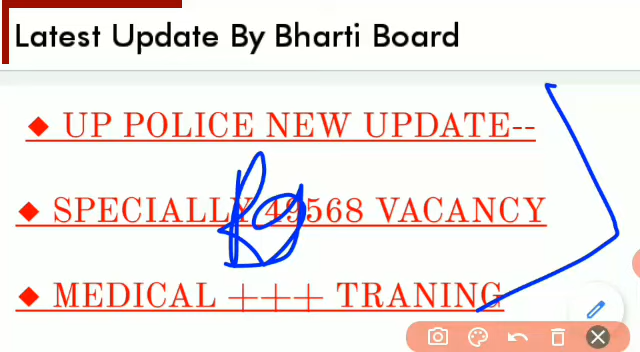 Latest Update By Bharti Board
◆ UP POLICE NEW UPDATE--
◆ SPECIALLY 49568 VACANCY
◆ MEDICAL +++ TRANING